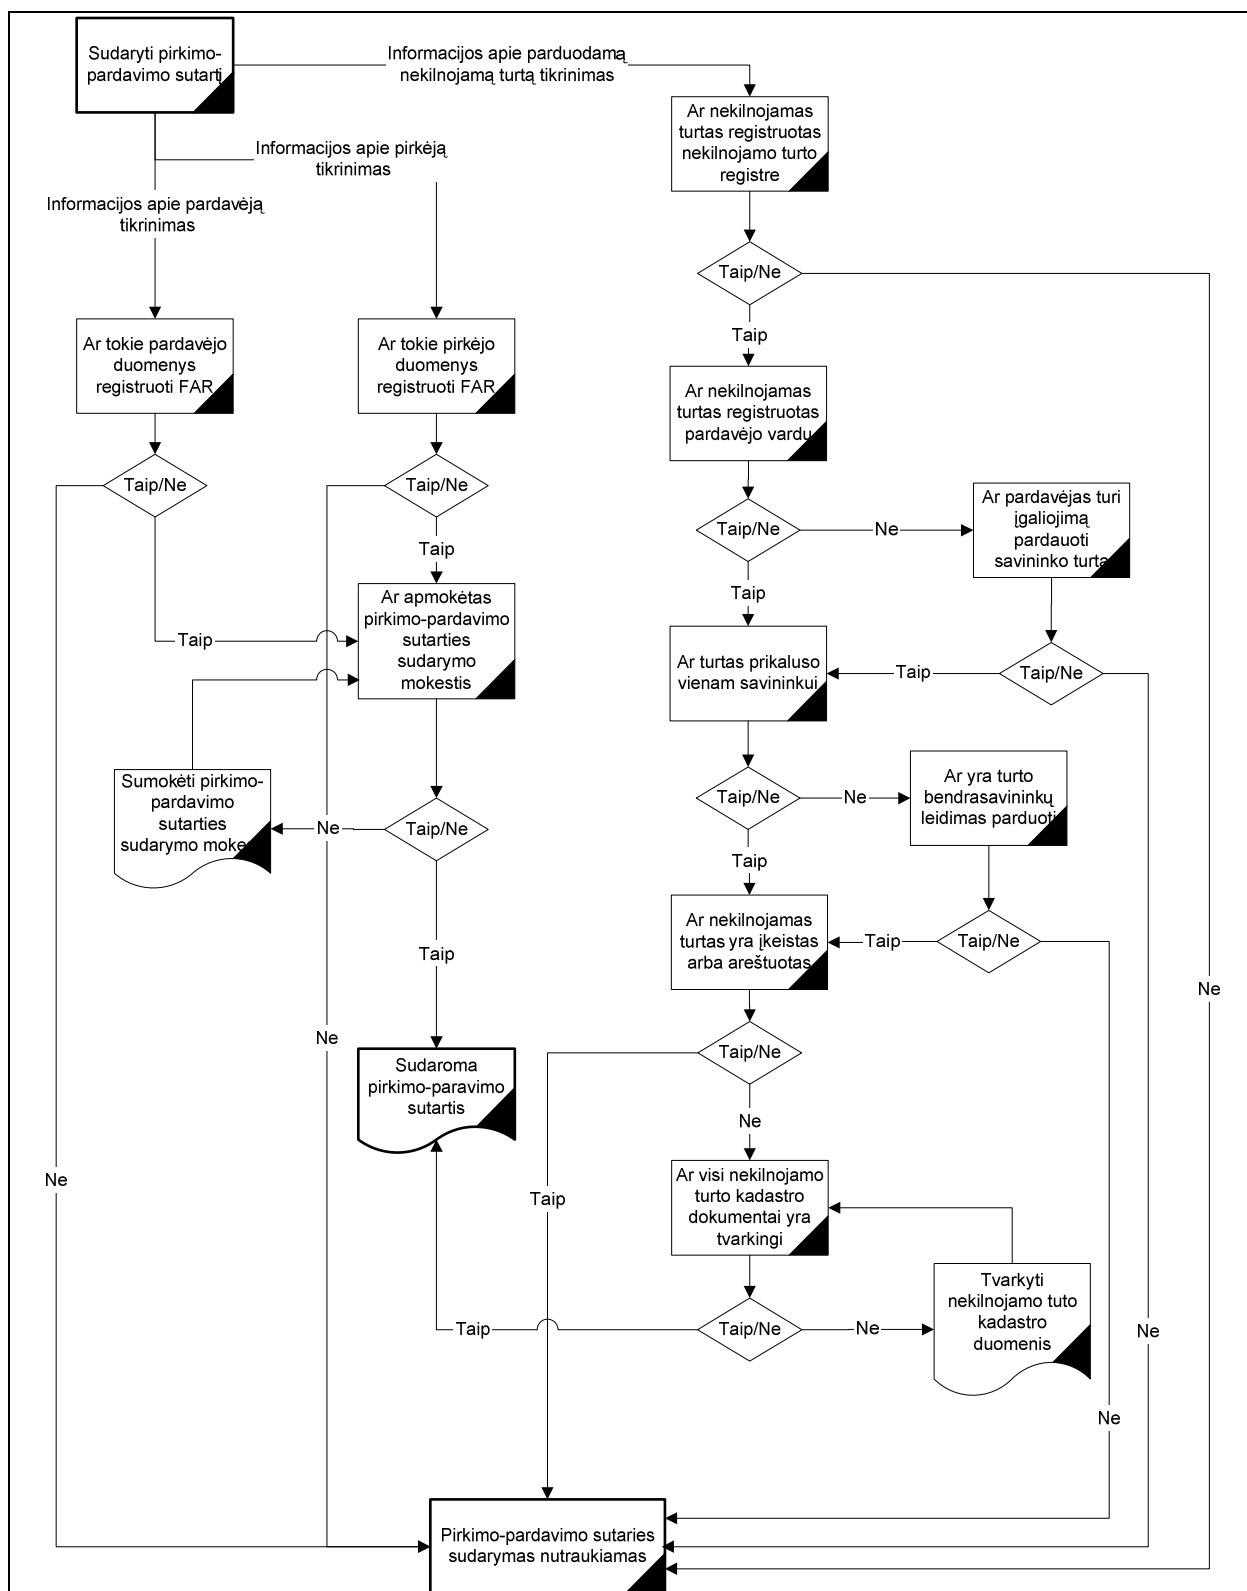 Sudaryti pirkimo-
pardavimo sutartį
Informacijos apie parduodamą
nekilnojamą turtą tikrinimas
Informacijos apie pirkėją
tikrinimas
Informacijos apie pardavėją
tikrinimas
Ar nekilnojamas
turtas registruotas
nekilnojamo turto
registre
Taip/Ne
Taip
Ar tokie pardavėjo
duomenys
registruoti FAR
Ar tokie pirkėjo
duomenys
registruoti FAR
Ar nekilnojamas
turtas registruotas
pardavėjo vardu
Taip/Ne
Taip/Ne
Taip/Ne
Ne
Ar pardavėjas turi
įgaliojimą
pardauoti
savininko turtą
Taip
Taip
Ar apmokėtas
pirkimo-pardavimo
sutarties
sudarymo
mokestis
Taip
Ar turtas prikaluso
vienam savininkui
Taip
Taip/Ne
Sumokėti pirkimo-
pardavimo
sutarties
sudarymo moke
Ne
Taip/Ne
Taip/Ne
Ne
Ar yra turto
bendrasavininkų
leidimas parduoti
Taip
Taip
Ar nekilnojamas
turtas yra įkeistas
arba areštuotas
Taip
Taip/Ne
Ne
Ne
Sudaroma
pirkimo-paravimo
sutartis
Taip/Ne
Ne
Ne
Taip
Ar visi nekilnojamo
turto kadastro
dokumentai yra
tvarkingi
Taip
Taip/Ne
Ne
Tvarkyti
nekilnojamo tuto
kadastro
duomenis
Ne
Ne
Pirkimo-pardavimo sutaries
sudarymas nutraukiamas